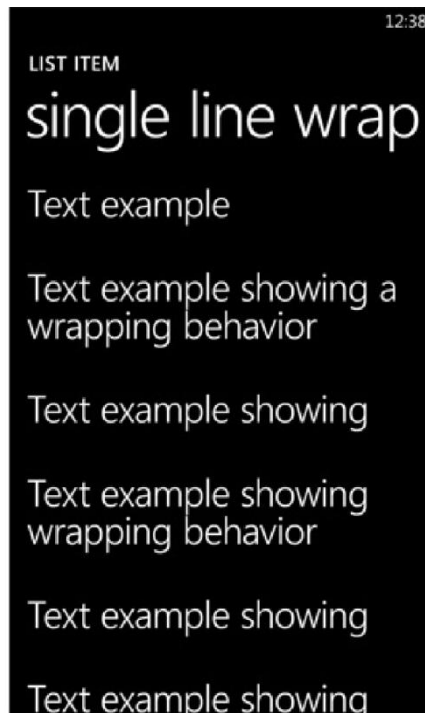 12:38
LIST ITEM
single line wrap
Text example
Text example showing a
wrapping behavior
Text example showing
Text example showing
wrapping behavior
Text example showing
Text example showing